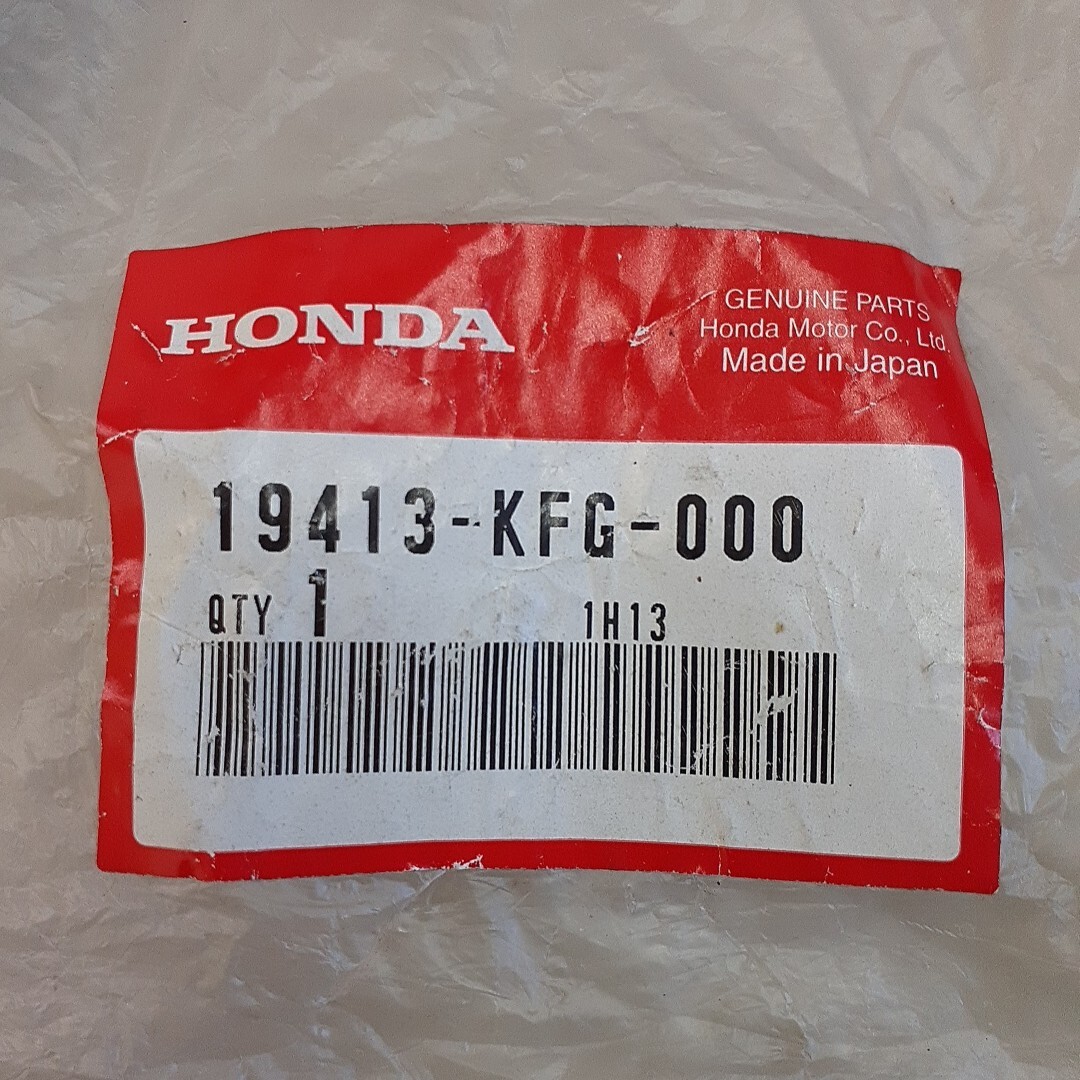 HONDA
GENUINE PARTS
Honda Motor Co., Ltd.
Made in Japan
19413-KFG-000
QTY 1 1H13